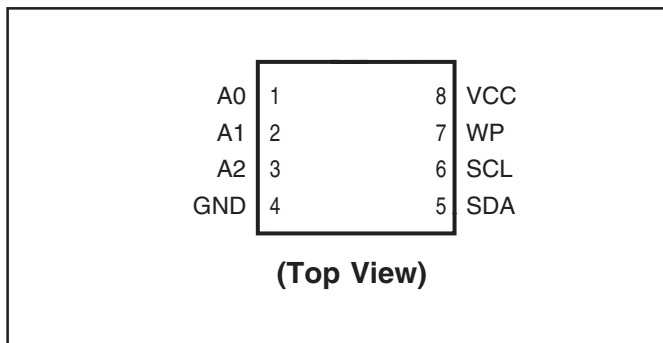 A0 1 8 VCC
A1 2 7 WP
A2 3 6 SCL
GND 4 5 SDA
(Top View)